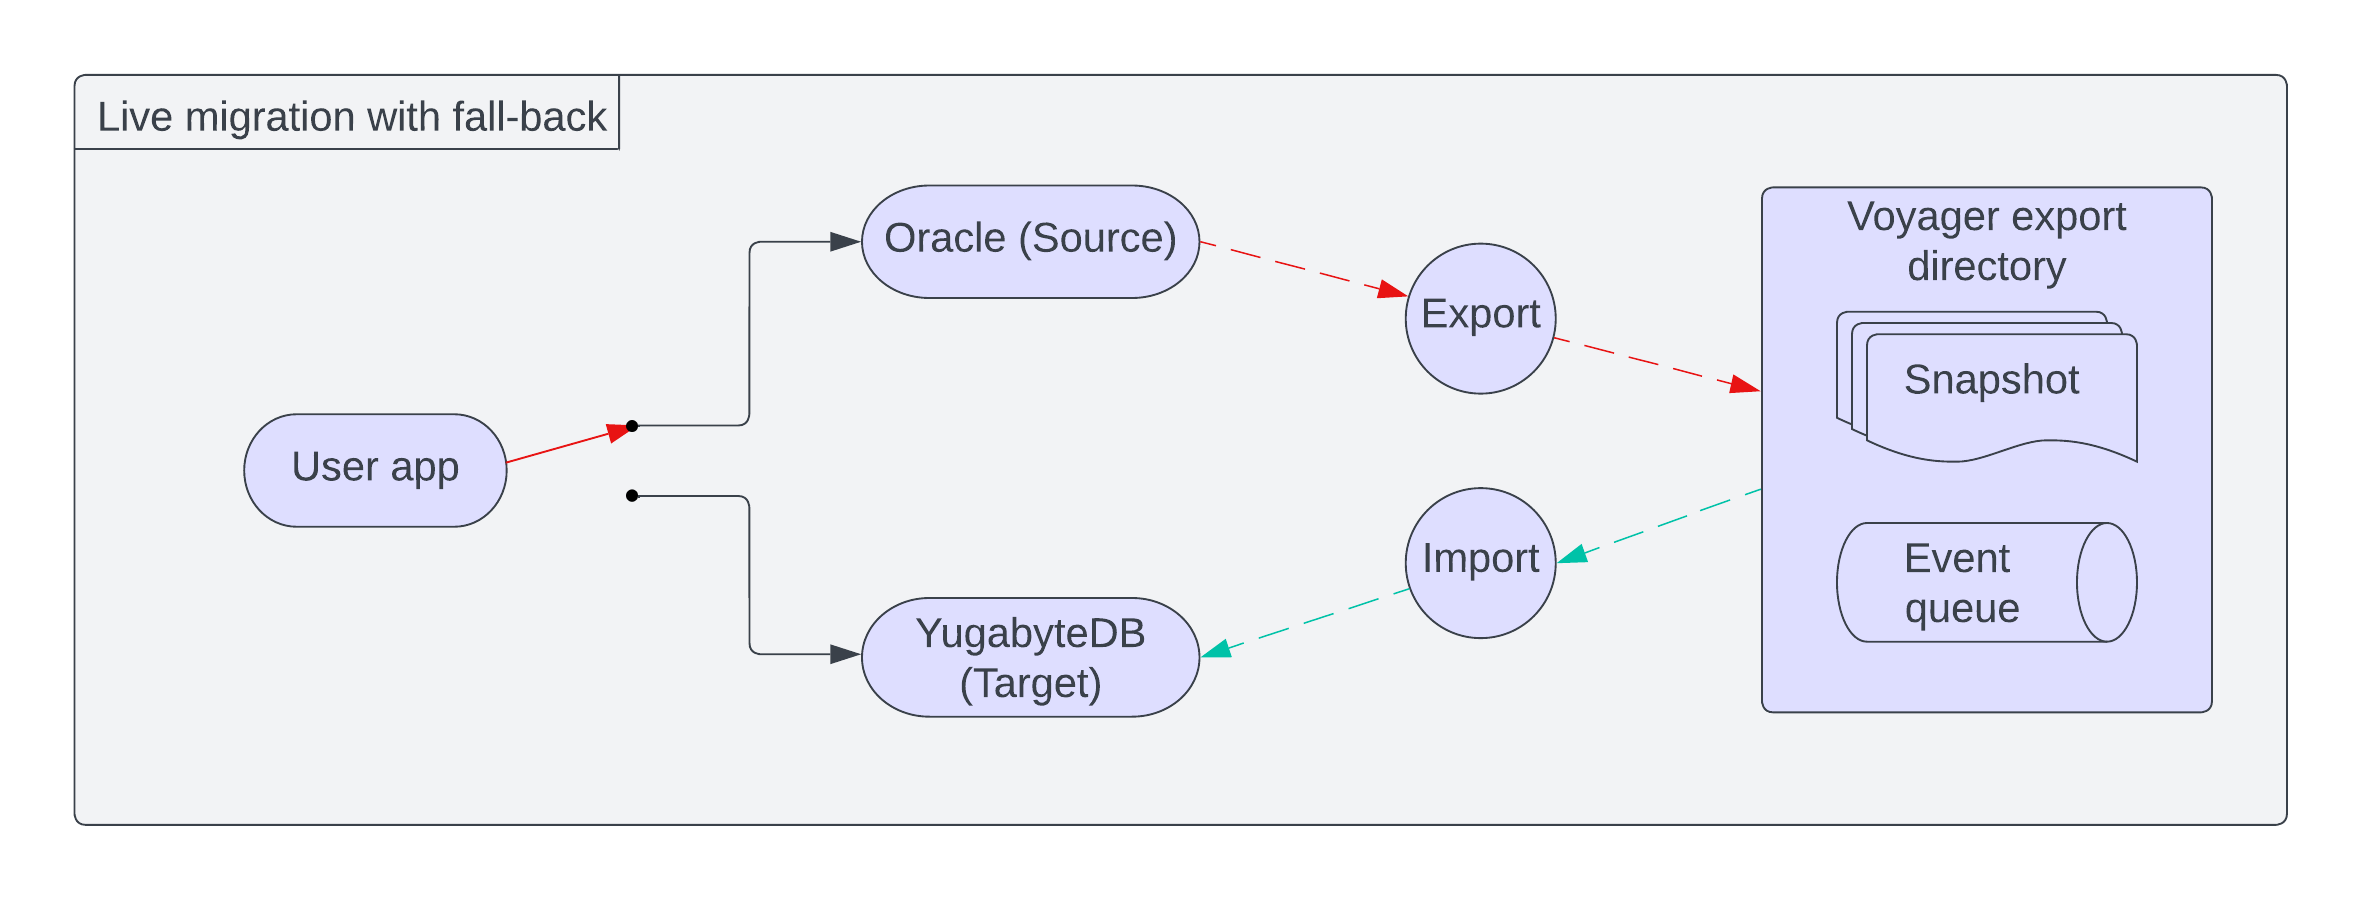 Live migration with fall-back
Oracle (Source)
Voyager export
directory
Export
Snapshot
User app
Import
Event
queue
YugabyteDB
(Target)